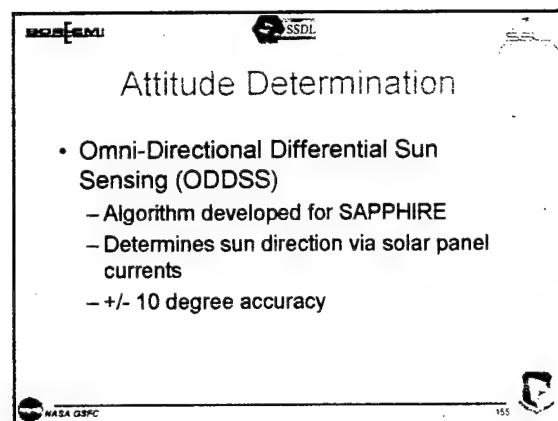 SSDL
Attitude Determination
• Omni-Directional Differential Sun
Sensing (ODDSS)
– Algorithm developed for SAPPHIRE
– Determines sun direction via solar panel
currents
– +/- 10 degree accuracy
NASA GSFC
155